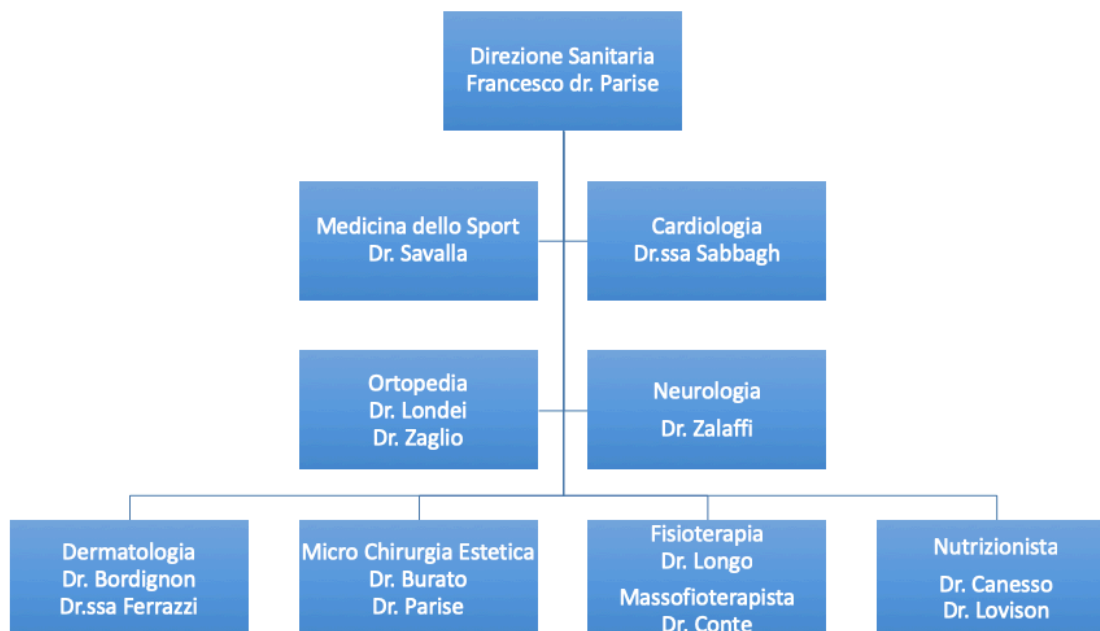 Direzione Sanitaria
Francesco dr. Parise
Medicina dello Sport
Dr. Savalla
Cardiologia
Dr.ssa Sabbagh
Ortopedia
Dr. Londei
Dr. Zaglio
Neurologia
Dr. Zalaffi
Dermatologia
Dr. Bordignon
Dr.ssa Ferrazzi
Micro Chirurgia Estetica
Dr. Burato
Dr. Parise
Fisioterapia
Dr. Longo
Massofioterapista
Dr. Conte
Nutrizionista
Dr. Canesso
Dr. Lovison